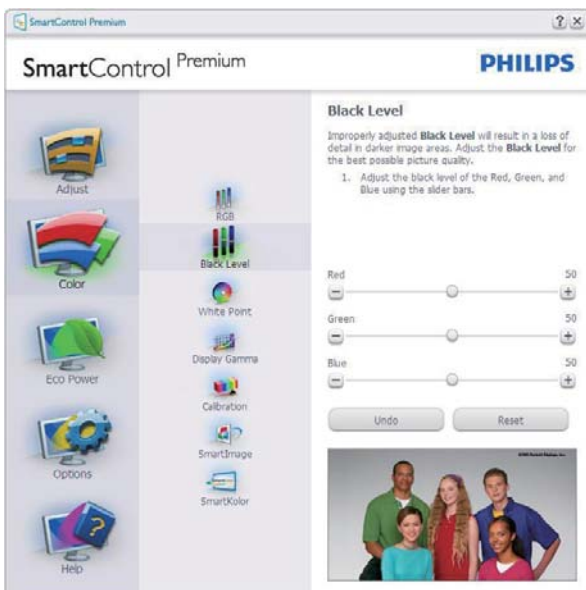 SmartControl Premium
SmartControl Premium
PHILIPS
Adjust
Color
Eco Power
Options
Help
RGB
Black Level
White Point
Display Gamma
Calibration
SmartImage
SmartKolor
Black Level
Improperly adjusted Black Level will result in a loss of
detail in darker image areas. Adjust the Black Level for
the best possible picture quality.
1. Adjust the black level of the Red, Green, and
Blue using the slider bars.
Red 50
Green 50
Blue 50
Undo Reset